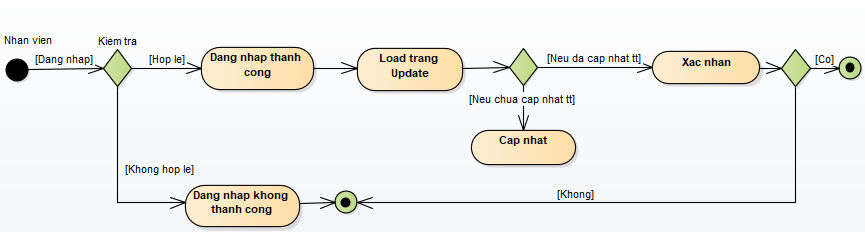 Nhan vien
Kiem tra
[Dang nhap]
[Hop le]
Dang nhap thanh
cong
Load trang
Update
[Neu da cap nhat tt]
Xac nhan
[Co]
[Neu chua cap nhat tt]
Cap nhat
[Khong hop le]
Dang nhap khong
thanh cong
[Khong]